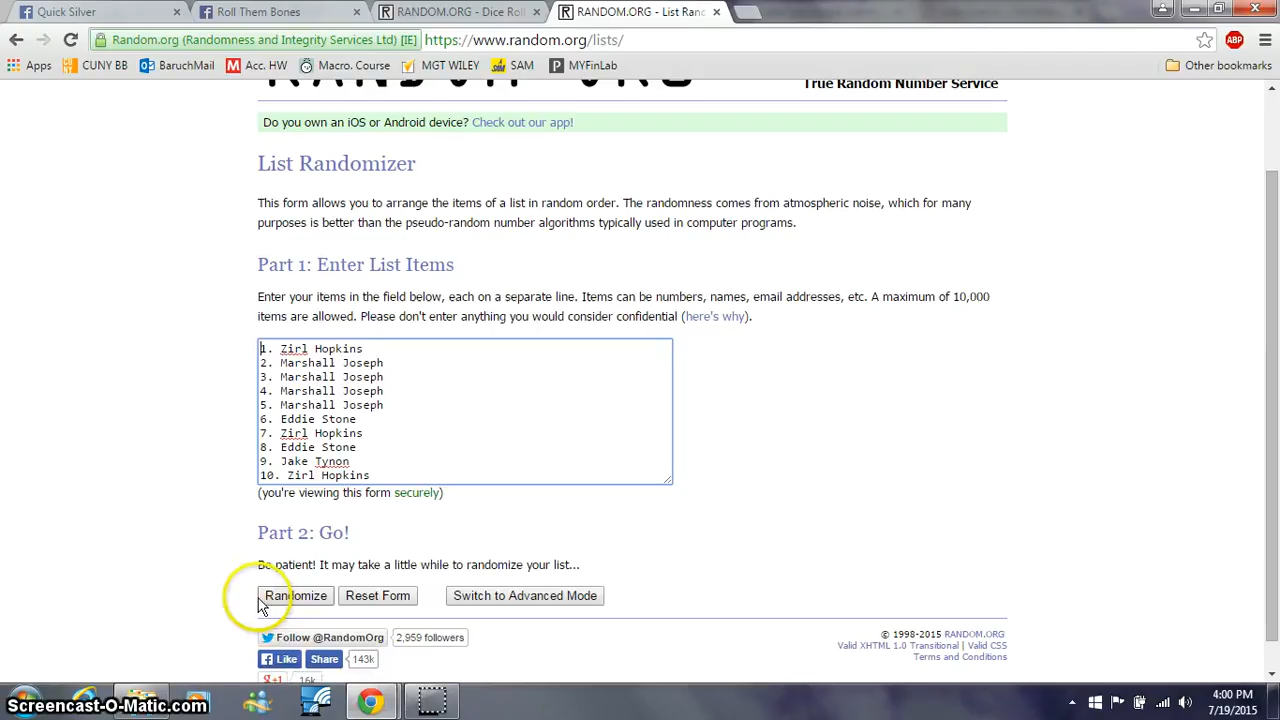 Quick Silver
Roll Them Bones
RANDOM.ORG - Dice Roll
RANDOM.ORG - List Ran
Random.org (Randomness and Integrity Services Ltd) [IE]
https://www.random.org/lists/
ABP
Apps
CUNY BB
BaruchMail
Acc. HW
Macro. Course
MGT WILEY
SAM
MYFinLab
Other bookmarks
RANDOM.ORG
True Random Number Service
Do you own an iOS or Android device? Check out our app!
List Randomizer
This form allows you to arrange the items of a list in random order. The randomness comes from atmospheric noise, which for many
purposes is better than the pseudo-random number algorithms typically used in computer programs.
Part 1: Enter List Items
Enter your items in the field below, each on a separate line. Items can be numbers, names, email addresses, etc. A maximum of 10,000
items are allowed. Please don't enter anything you would consider confidential (here's why).
1. Zirl Hopkins
2. Marshall Joseph
3. Marshall Joseph
4. Marshall Joseph
5. Marshall Joseph
6. Eddie Stone
7. Zirl Hopkins
8. Eddie Stone
9. Jake Tynon
10. Zirl Hopkins
(you're viewing this form securely)
Part 2: Go!
Be patient! It may take a little while to randomize your list...
Randomize
Reset Form
Switch to Advanced Mode
Follow @RandomOrg
2,959 followers
Like
Share
143k
g+1
16k
© 1998-2015 RANDOM.ORG
Valid XHTML 1.0 Transitional | Valid CSS
Terms and Conditions
Screencast-O-Matic.com
4:00 PM
7/19/2015